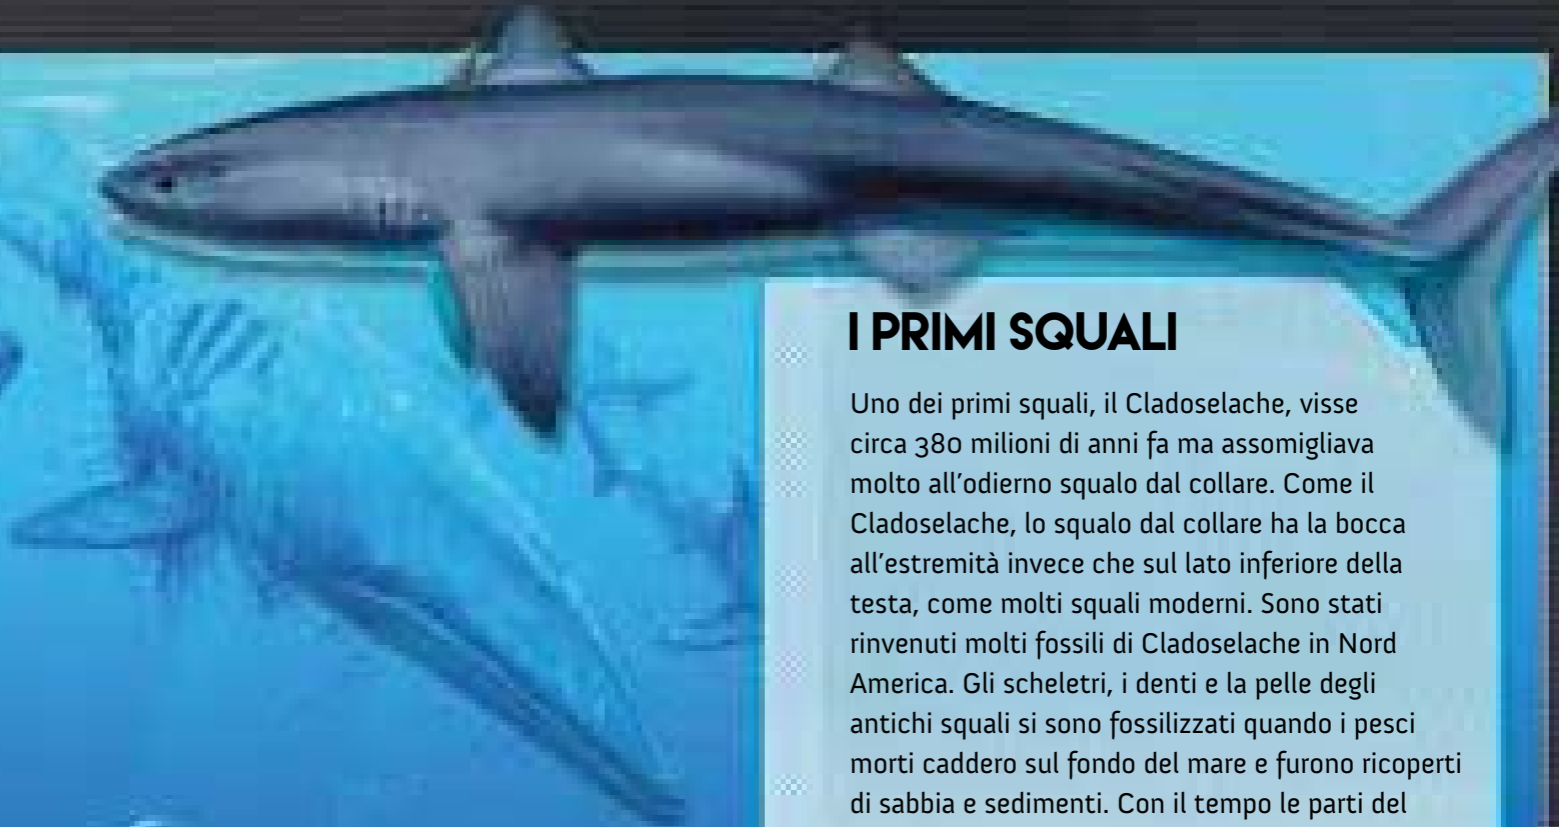 I PRIMI SQUALI
Uno dei primi squali, il Cladoselache, visse
circa 380 milioni di anni fa ma assomigliava
molto all’odierno squalo dal collare. Come il
Cladoselache, lo squalo dal collare ha la bocca
all’estremità invece che sul lato inferiore della
testa, come molti squali moderni. Sono stati
rinvenuti molti fossili di Cladoselache in Nord
America. Gli scheletri, i denti e la pelle degli
antichi squali si sono fossilizzati quando i pesci
morti caddero sul fondo del mare e furono ricoperti
di sabbia e sedimenti. Con il tempo le parti del